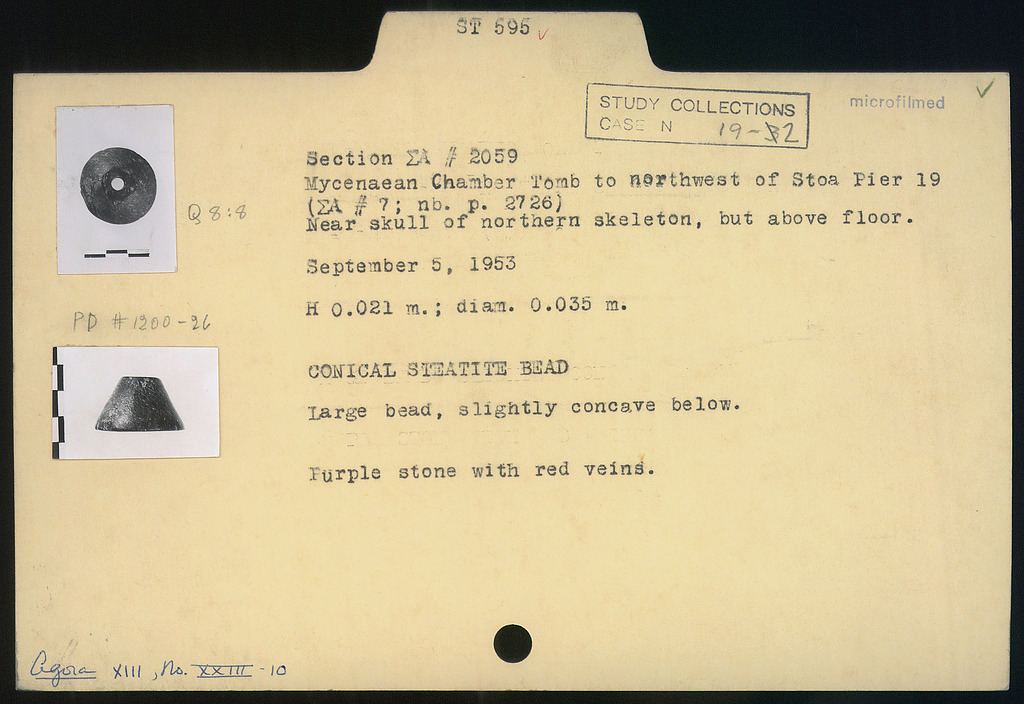 ST 595 ✓
STUDY COLLECTIONS
CASE N 19-32
microfilmed
Section ΣΑ # 2059
Mycenaean Chamber Tomb to northwest of Stoa Pier 19
(ΣΑ # 7; nb. p. 2726)
Near skull of northern skeleton, but above floor.
Q 8:8
September 5, 1953
H 0.021 m.; diam. 0.035 m.
PD # 1200-26
CONICAL STEATITE BEAD
Large bead, slightly concave below.
Purple stone with red veins.
Agora XIII, No. XXIII-10